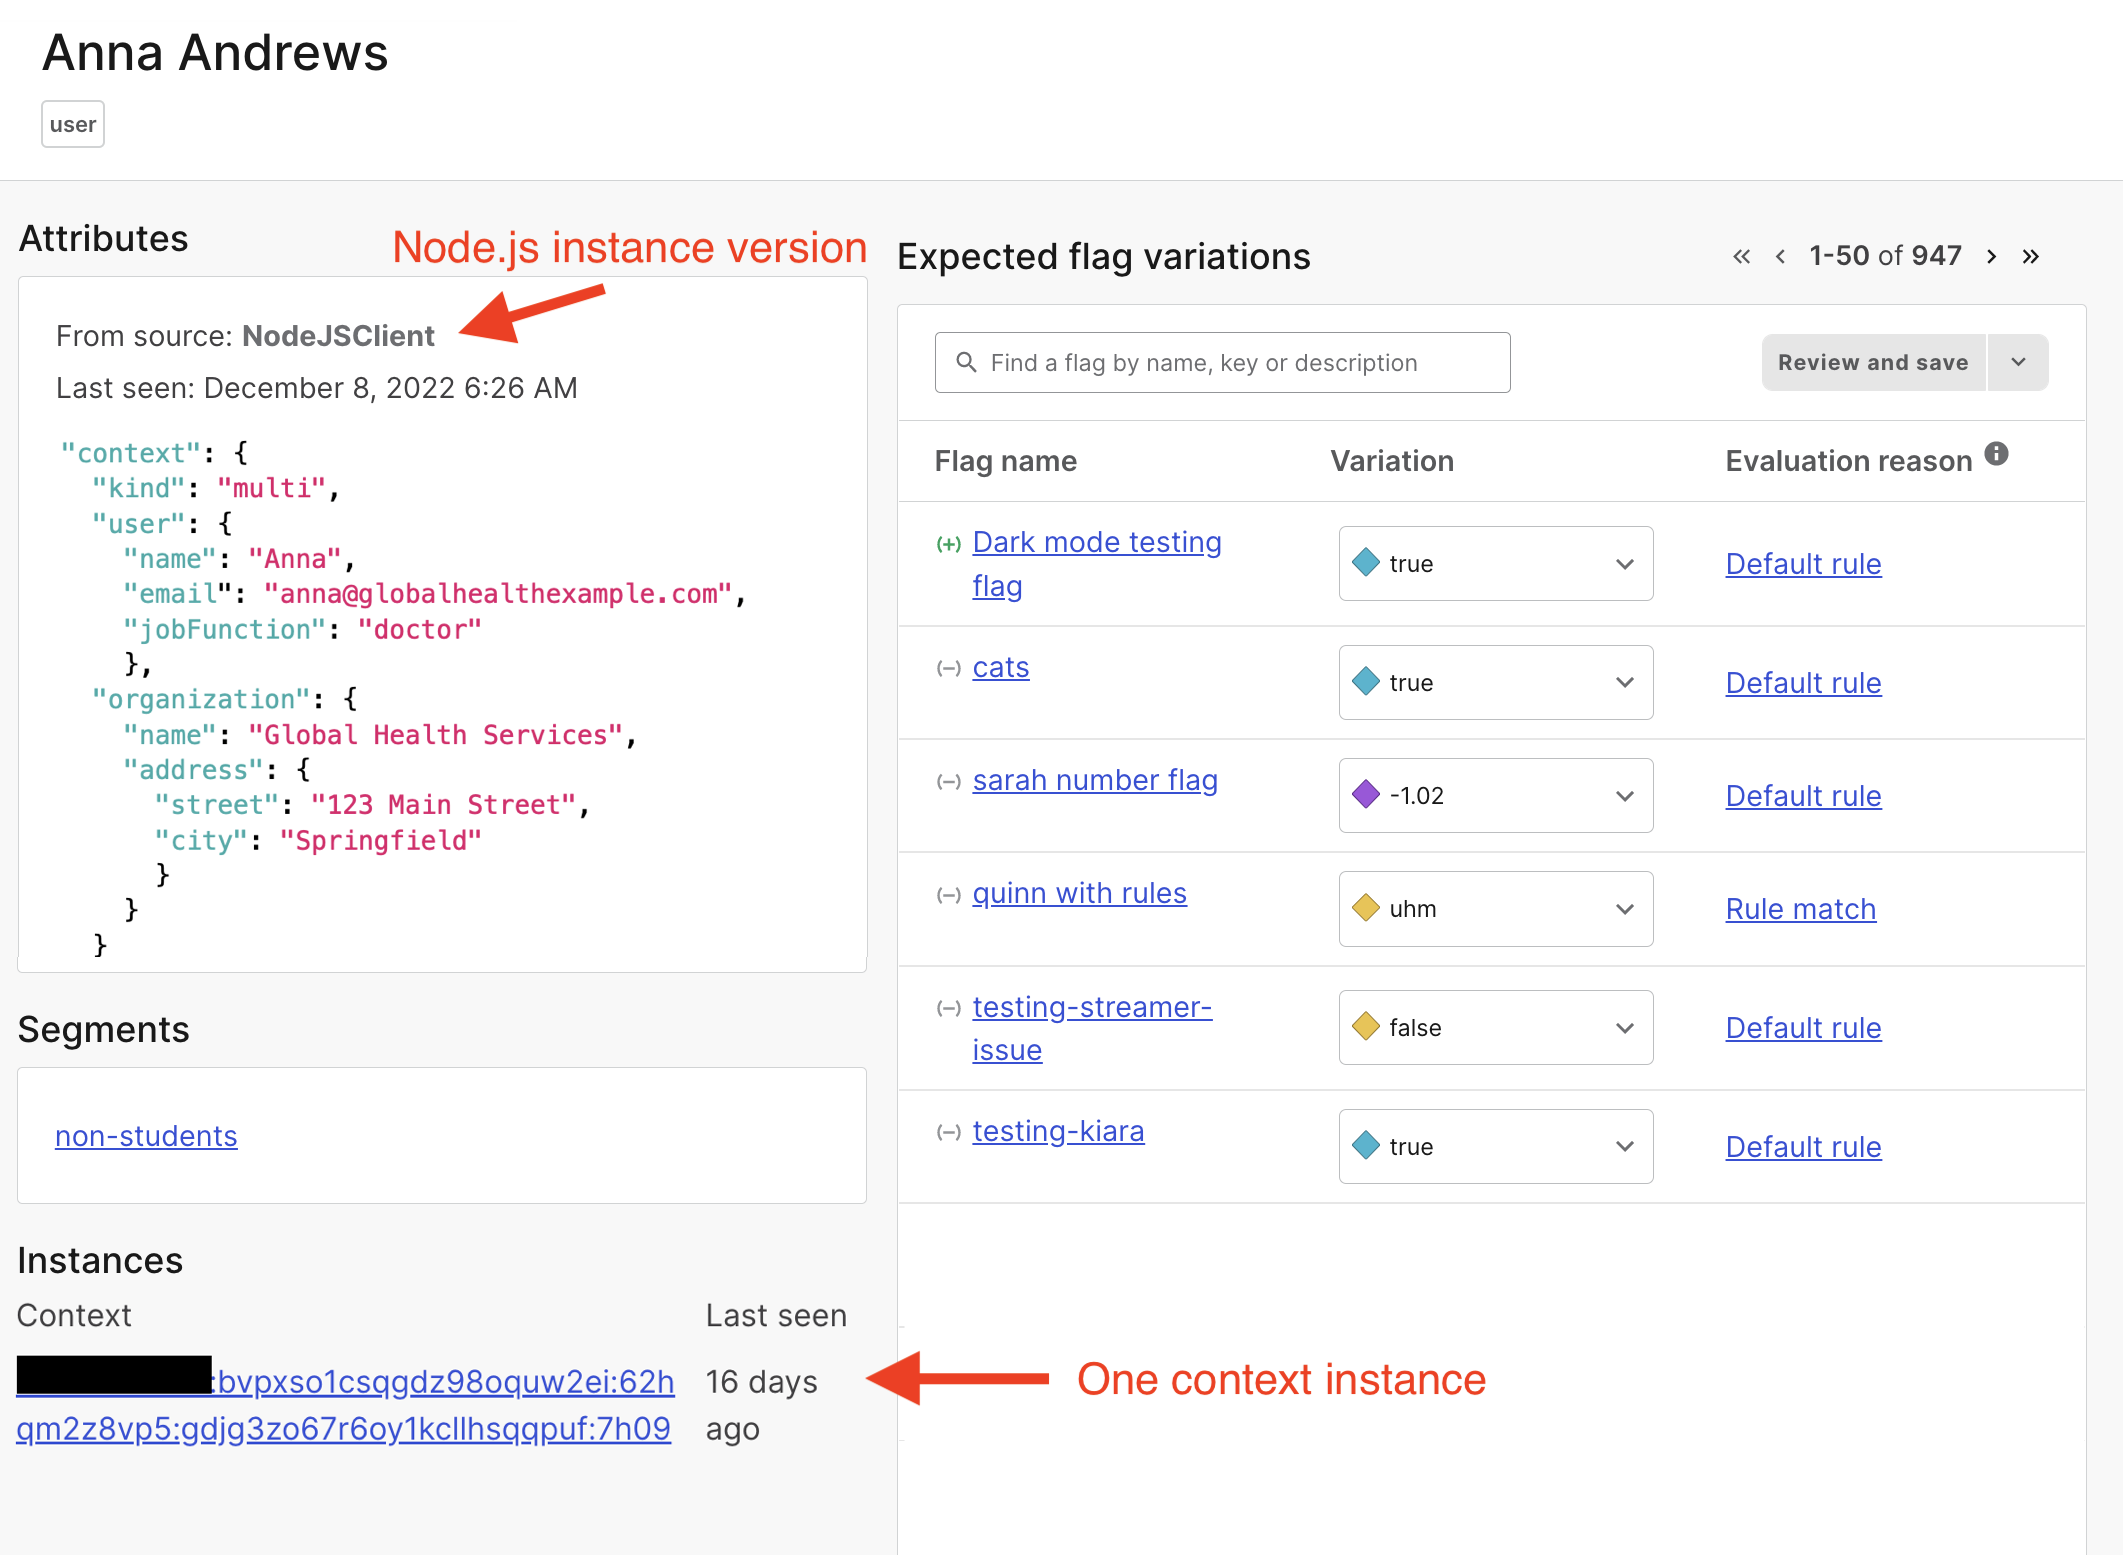 Anna Andrews
user
Attributes
Node.js instance version
From source: NodeJSClient
Last seen: December 8, 2022 6:26 AM
"context": {
"kind": "multi",
"user": {
"name": "Anna",
"email": "anna@globalhealthexample.com",
"jobFunction": "doctor"
},
"organization": {
"name": "Global Health Services",
"address": {
"street": "123 Main Street",
"city": "Springfield"
}
}
}
Segments
non-students
Instances
Context Last seen
:bvpxso1csqgdz98oquw2ei:62h 16 days
qm2z8vp5:gdjg3zo67r6oy1kcllhsqqpuf:7h09 ago
One context instance
Expected flag variations
« ‹ 1-50 of 947 › »
Find a flag by name, key or description
Review and save
Flag name Variation Evaluation reason
(+) Dark mode testing
flag
true
Default rule
(–) cats
true
Default rule
(–) sarah number flag
-1.02
Default rule
(–) quinn with rules
uhm
Rule match
(–) testing-streamer-
issue
false
Default rule
(–) testing-kiara
true
Default rule